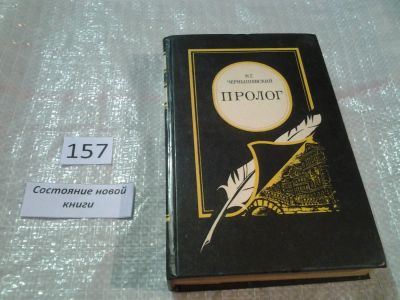 157
Состояние новой
книги
Н.Г.
ЧЕРНЫШЕВСКИЙ
ПРОЛОГ